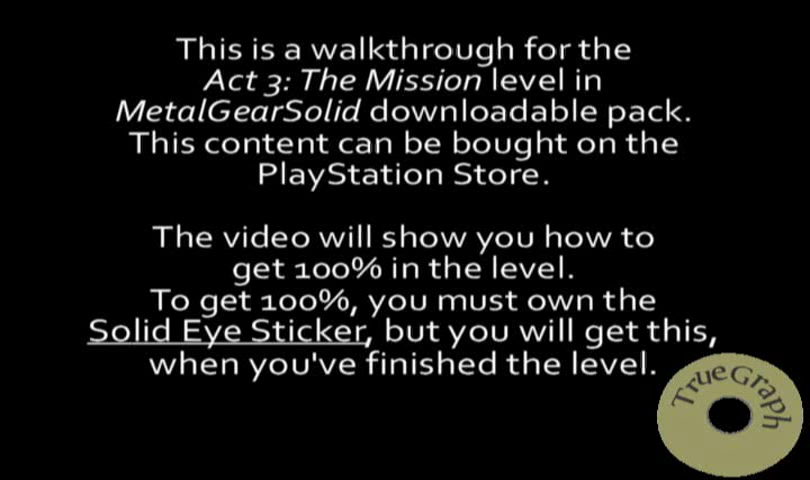 This is a walkthrough for the
Act 3: The Mission level in
MetalGearSolid downloadable pack.
This content can be bought on the
PlayStation Store.
The video will show you how to
get 100% in the level.
To get 100%, you must own the
Solid Eye Sticker, but you will get this,
when you've finished the level.
TrueGraph